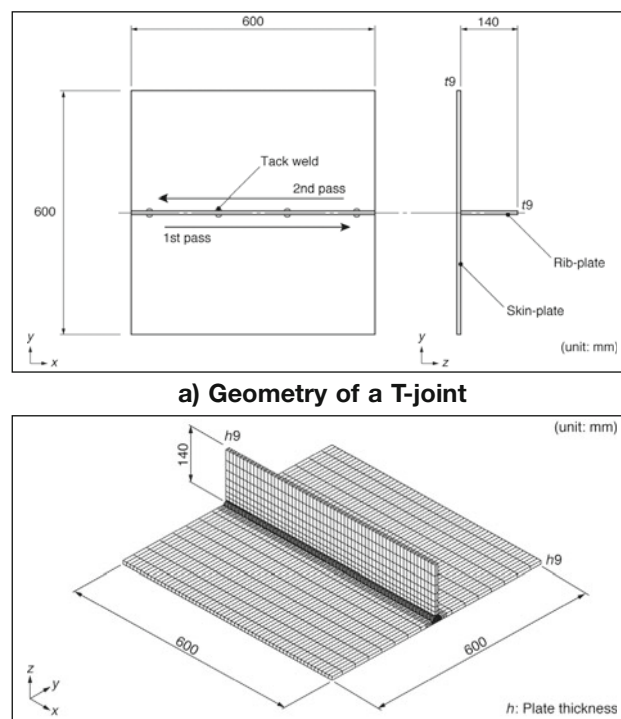 600
140
t9
Tack weld
2nd pass
600
t9
1st pass
Rib-plate
Skin-plate
y
x
y
z
(unit: mm)
a) Geometry of a T-joint
(unit: mm)
h9
140
h9
600
600
z
y
x
h: Plate thickness